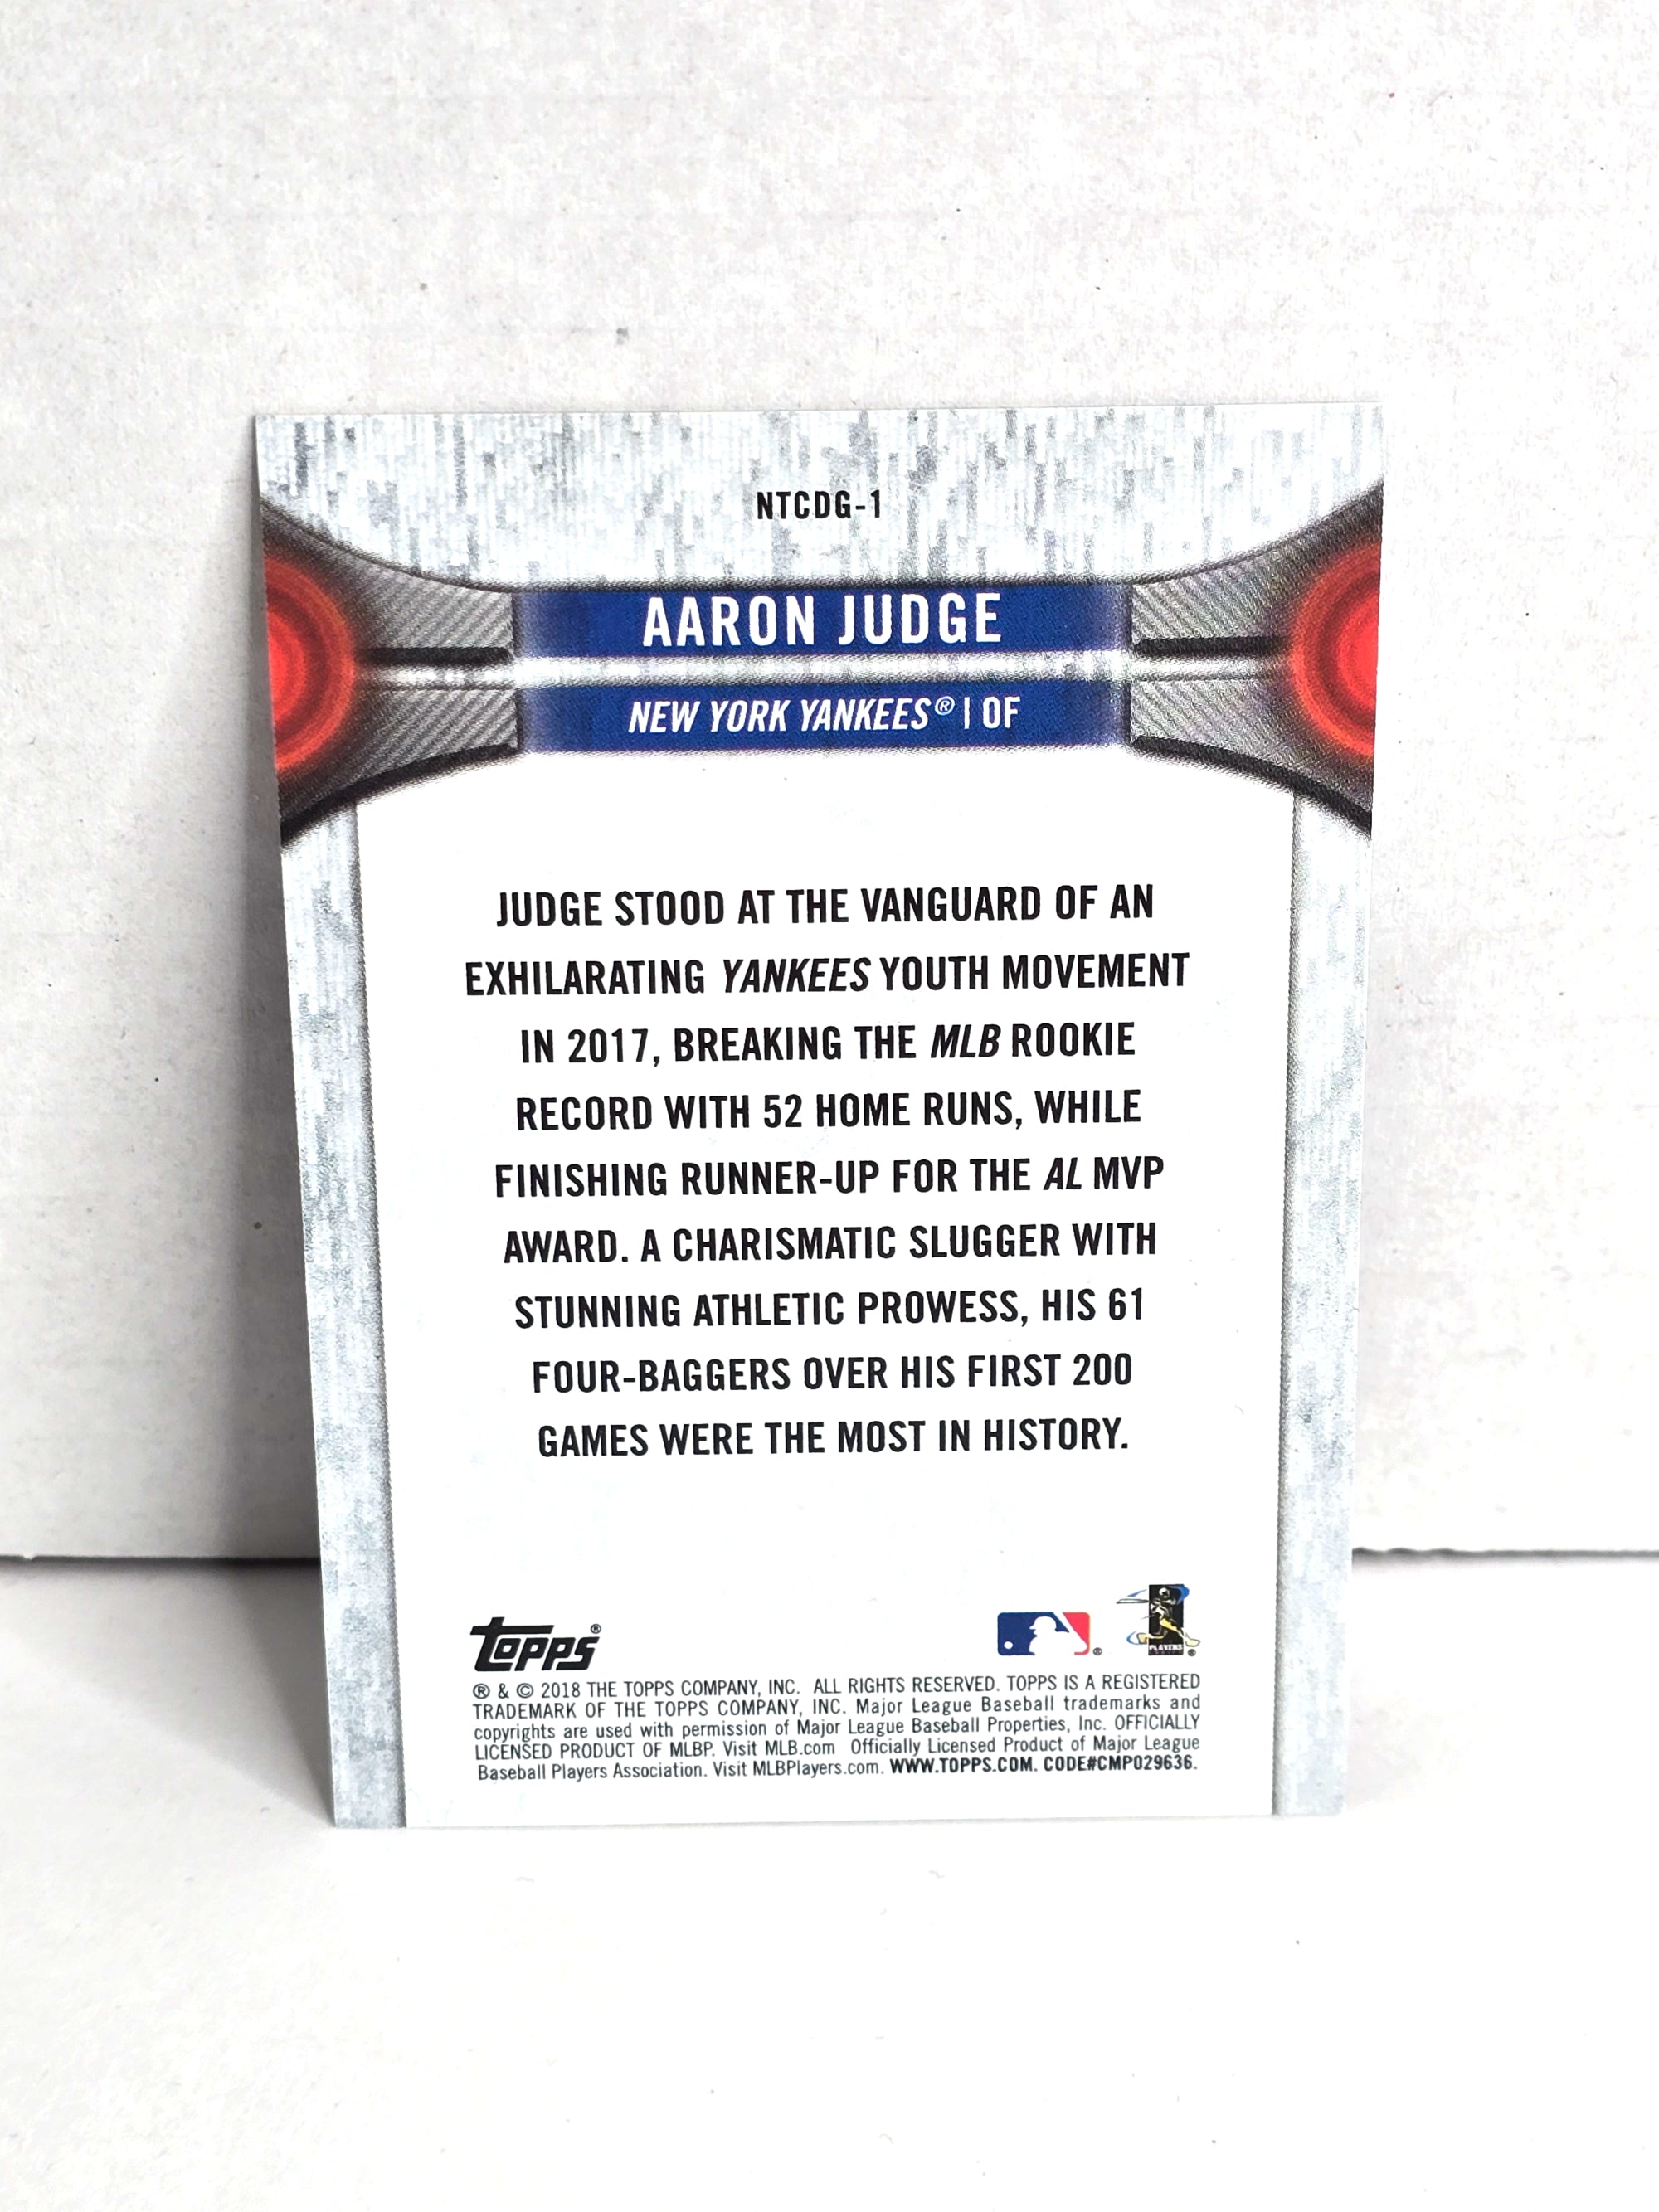 NTCDG-1
AARON JUDGE
NEW YORK YANKEES® | OF
JUDGE STOOD AT THE VANGUARD OF AN
EXHILARATING YANKEES YOUTH MOVEMENT
IN 2017, BREAKING THE MLB ROOKIE
RECORD WITH 52 HOME RUNS, WHILE
FINISHING RUNNER-UP FOR THE AL MVP
AWARD. A CHARISMATIC SLUGGER WITH
STUNNING ATHLETIC PROWESS, HIS 61
FOUR-BAGGERS OVER HIS FIRST 200
GAMES WERE THE MOST IN HISTORY.
topps®
PLAYERS
® & © 2018 THE TOPPS COMPANY, INC. ALL RIGHTS RESERVED. TOPPS IS A REGISTERED
TRADEMARK OF THE TOPPS COMPANY, INC. Major League Baseball trademarks and
copyrights are used with permission of Major League Baseball Properties, Inc. OFFICIALLY
LICENSED PRODUCT OF MLBP. Visit MLB.com Officially Licensed Product of Major League
Baseball Players Association. Visit MLBPlayers.com. WWW.TOPPS.COM. CODE#CMP029636.